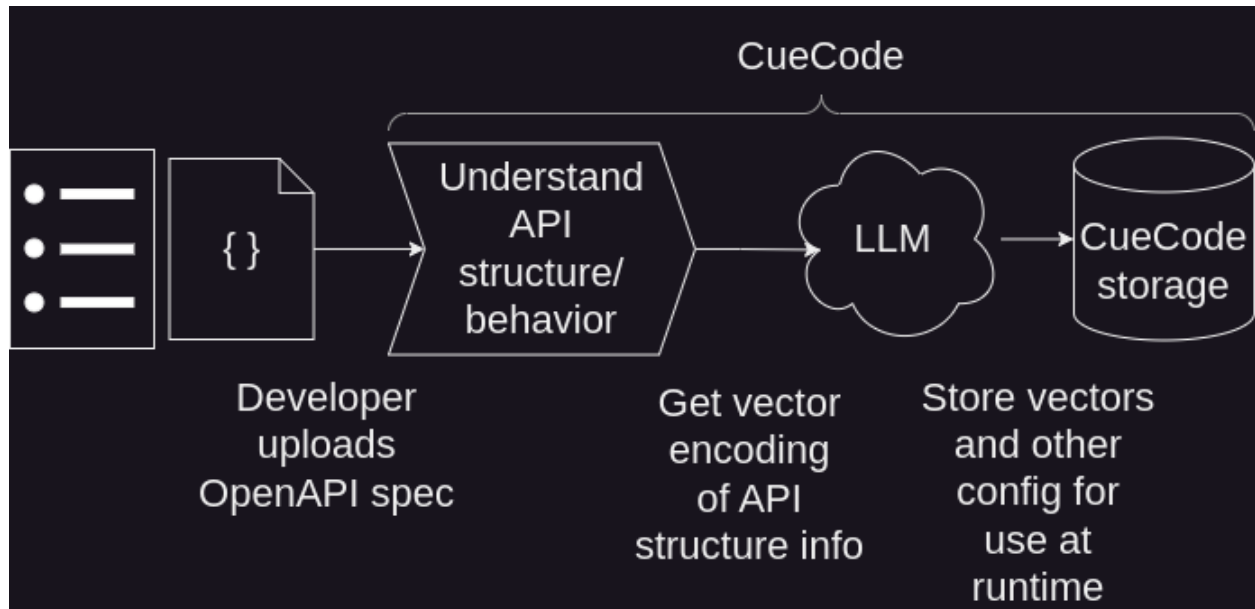 CueCode
Understand
API
structure/
behavior
{ }
LLM
CueCode
storage
Developer
uploads
OpenAPI spec
Get vector
encoding
of API
structure info
Store vectors
and other
config for
use at
runtime